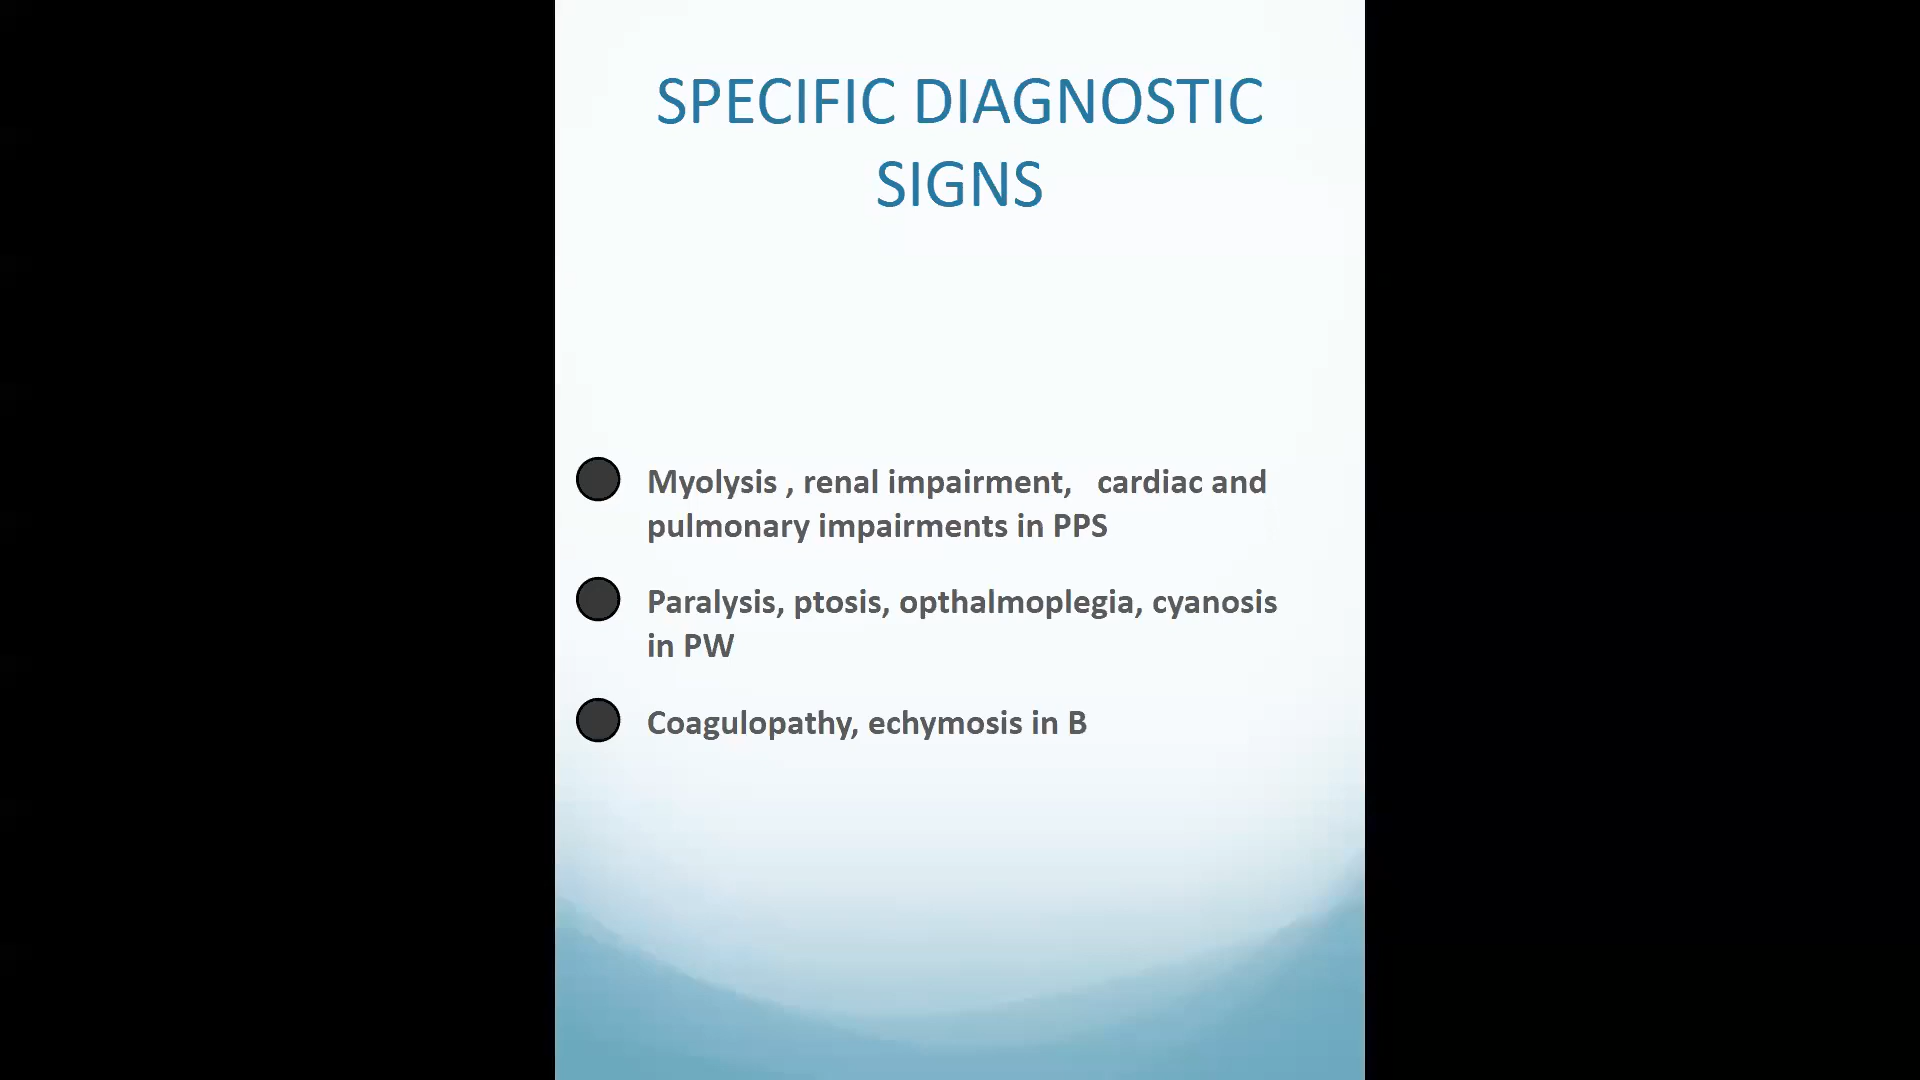 SPECIFIC DIAGNOSTIC
SIGNS
Myolysis , renal impairment,   cardiac and
pulmonary impairments in PPS
Paralysis, ptosis, opthalmoplegia, cyanosis
in PW
Coagulopathy, echymosis in B